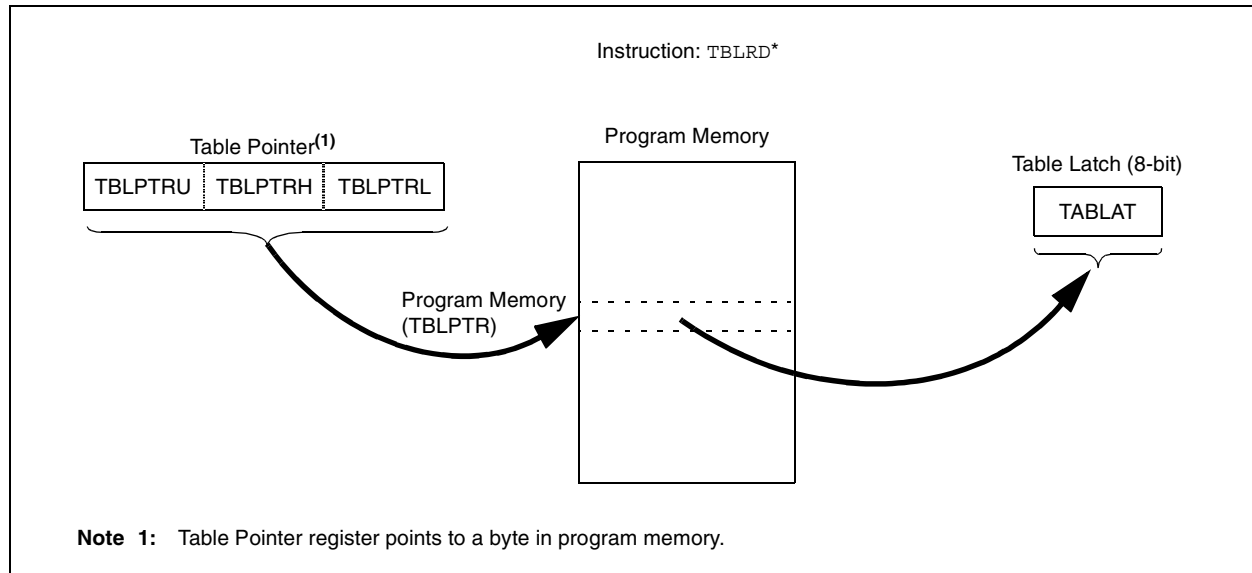 Instruction: TBLRD*
Table Pointer(1)
TBLPTRU TBLPTRH TBLPTRL
Program Memory
Table Latch (8-bit)
TABLAT
Program Memory
(TBLPTR)
Note 1: Table Pointer register points to a byte in program memory.